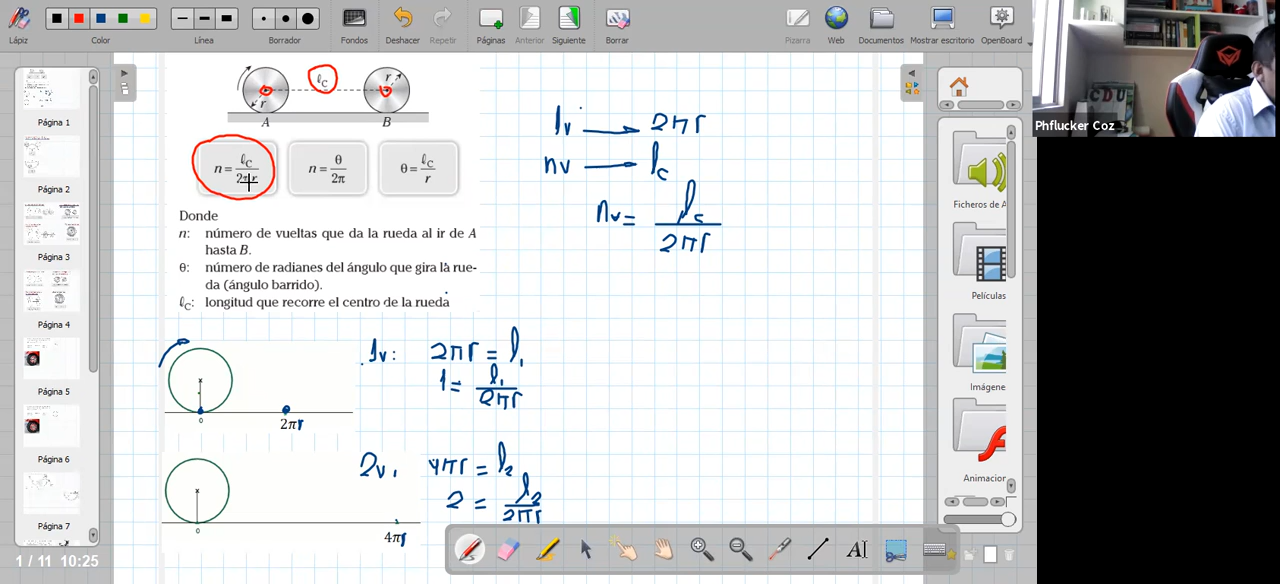 Lápiz
Color
Línea
Borrador
Fondos
Deshacer
Repetir
Páginas
Anterior
Siguiente
Borrar
Pizarra
Web
Documentos
Mostrar escritorio
OpenBoard
Phflucker Coz
ℓC
r
r
A
B
n = ℓC / 2πr
n = θ / 2π
θ = ℓC / r
Donde
n: número de vueltas que da la rueda al ir de A
hasta B.
θ: número de radianes del ángulo que gira la rue-
da (ángulo barrido).
ℓC: longitud que recorre el centro de la rueda
1v → 2πr
nv → lc
nv = lc / 2πr
1v: 2πr = l1
1 = l1 / 2πr
0
2πr
2v, 4πr = l2
2 = l2 / 2πr
0
4πr
Página 1
Página 2
Página 3
Página 4
Página 5
Página 6
Página 7
1 / 11 10:25
Ficheros de A
Películas
Imágene
Animacion